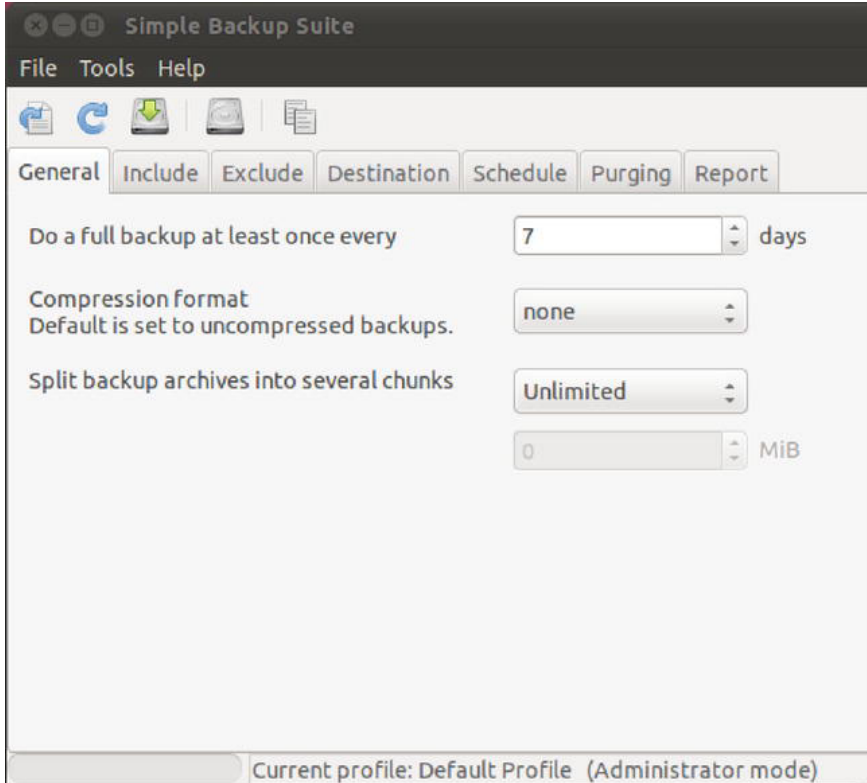 Simple Backup Suite
File Tools Help
General Include Exclude Destination Schedule Purging Report
Do a full backup at least once every 7 days
Compression format
Default is set to uncompressed backups. none
Split backup archives into several chunks Unlimited
0 MiB
Current profile: Default Profile (Administrator mode)